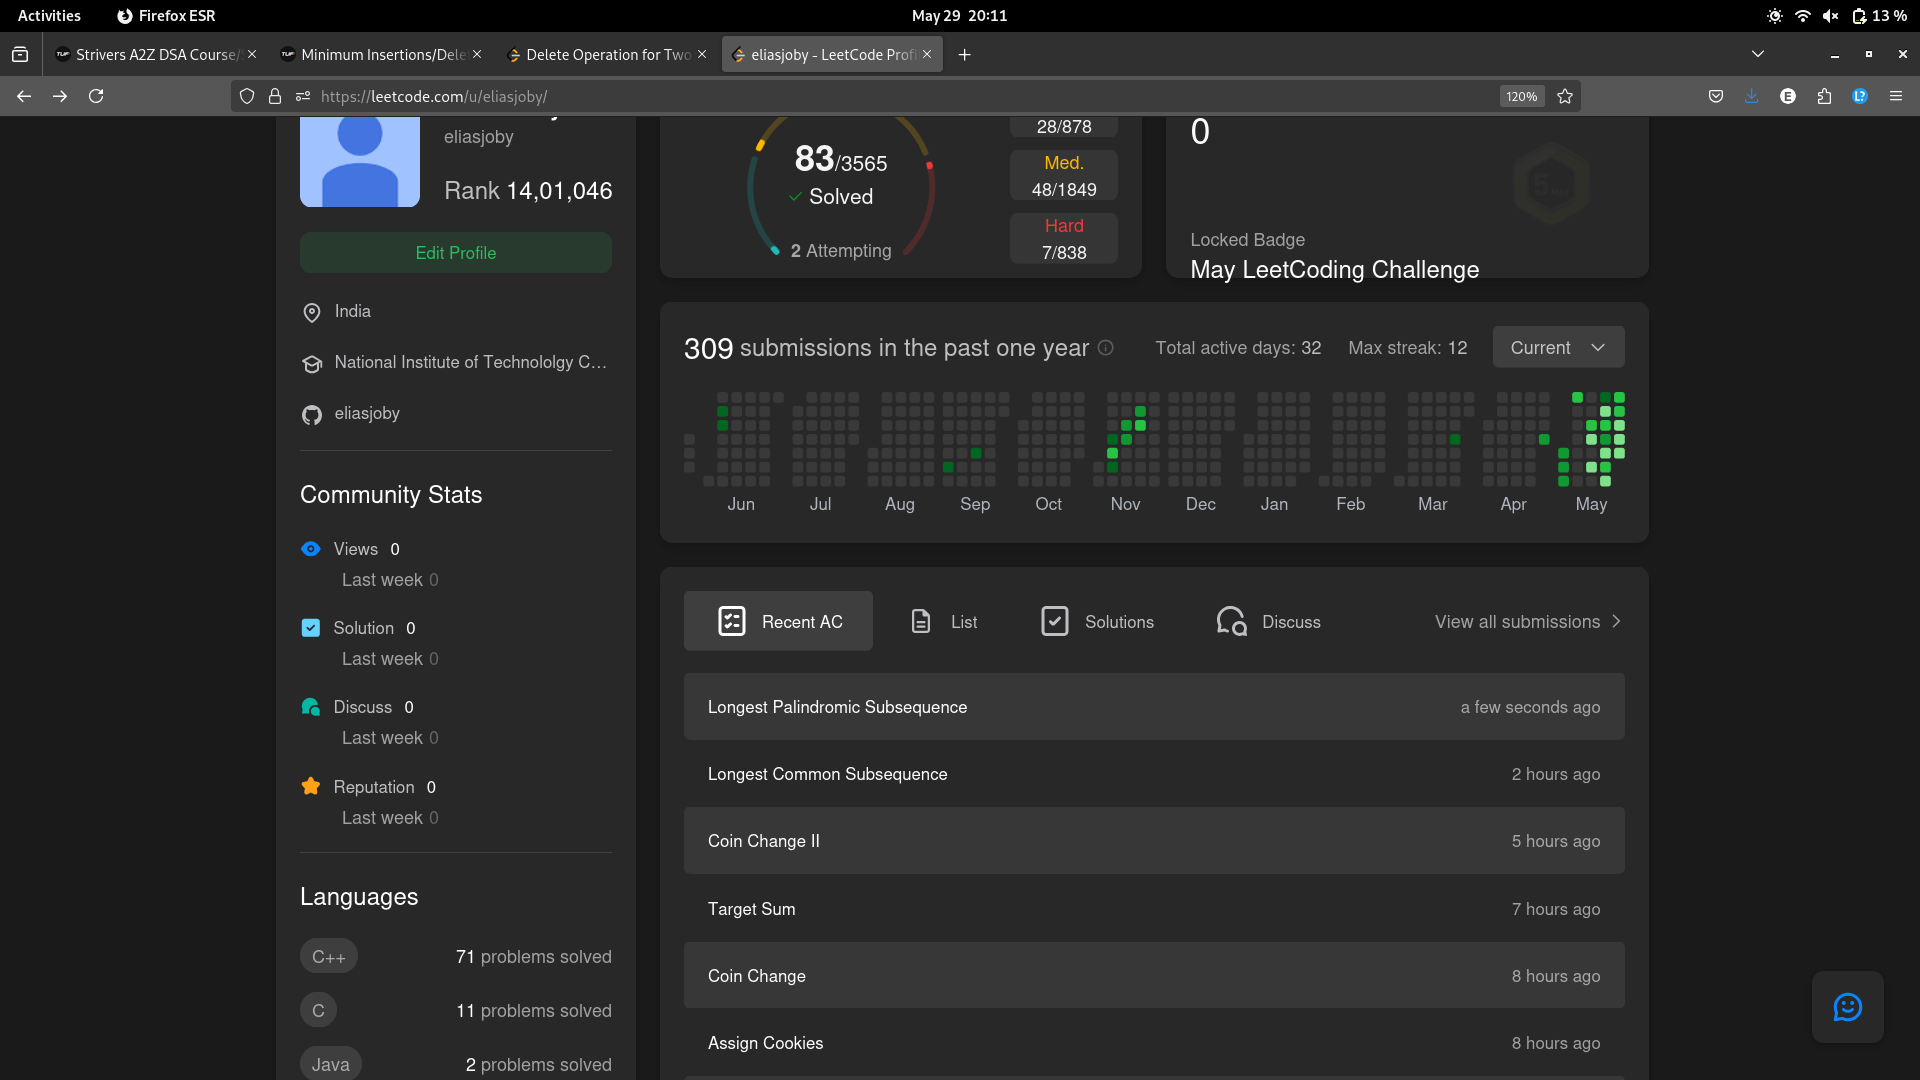 Activities
Firefox ESR
May 29 20:11
13 %
Strivers A2Z DSA Course/
Minimum Insertions/Dele
Delete Operation for Two
eliasjoby - LeetCode Profi
https://leetcode.com/u/eliasjoby/
120%
eliasjoby
Rank 14,01,046
Edit Profile
India
National Institute of Technololgy C...
eliasjoby
Community Stats
Views 0
Last week 0
Solution 0
Last week 0
Discuss 0
Last week 0
Reputation 0
Last week 0
Languages
C++ 71 problems solved
C 11 problems solved
Java 2 problems solved
83/3565
Solved
2 Attempting
28/878
Med.
48/1849
Hard
7/838
0
Locked Badge
May LeetCoding Challenge
309 submissions in the past one year
Total active days: 32
Max streak: 12
Current
Jun Jul Aug Sep Oct Nov Dec Jan Feb Mar Apr May
Recent AC
List
Solutions
Discuss
View all submissions
Longest Palindromic Subsequence a few seconds ago
Longest Common Subsequence 2 hours ago
Coin Change II 5 hours ago
Target Sum 7 hours ago
Coin Change 8 hours ago
Assign Cookies 8 hours ago